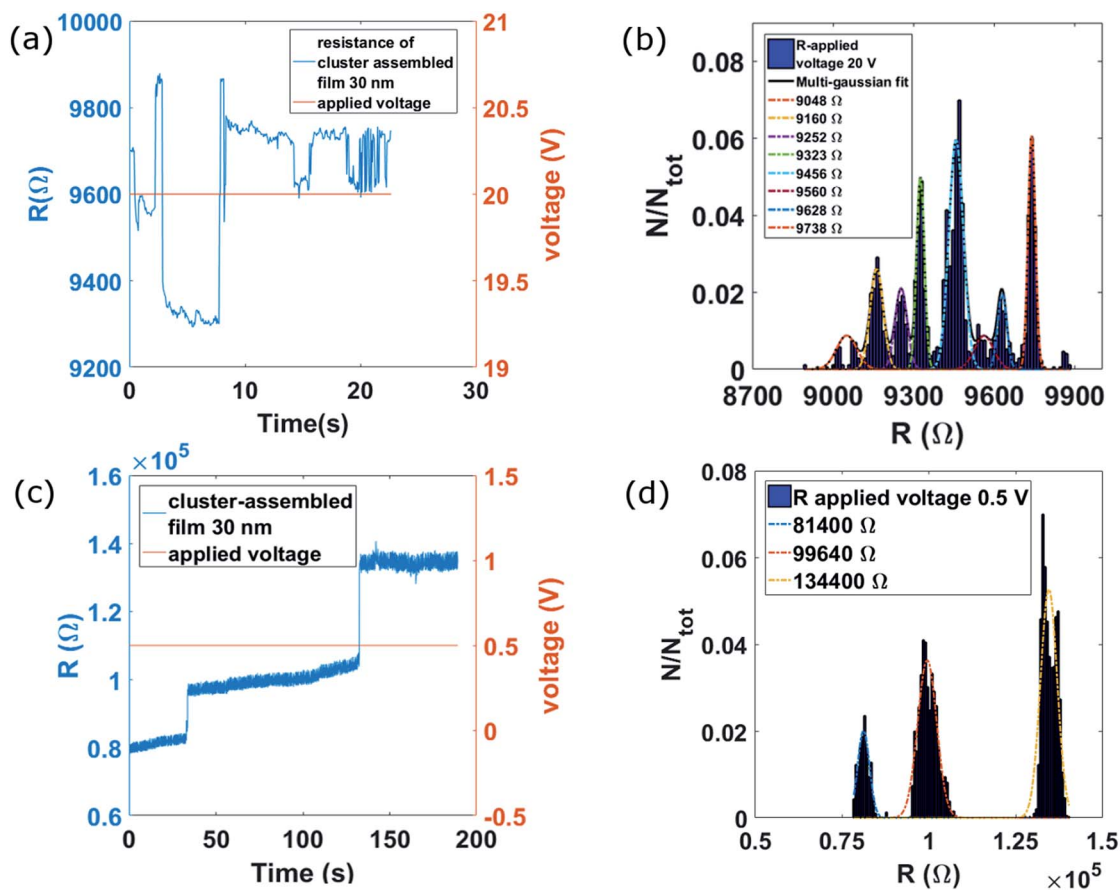 (a)
10000
9800
9600
9400
9200
R(Ω)
0
10
20
30
Time(s)
21
20.5
20
19.5
19
voltage (V)
resistance of
cluster assembled
film 30 nm
applied voltage
(b)
0.08
0.06
0.04
0.02
0
N/N_tot
8700
9000
9300
9600
9900
R (Ω)
R-applied
voltage 20 V
Multi-gaussian fit
9048 Ω
9160 Ω
9252 Ω
9323 Ω
9456 Ω
9560 Ω
9628 Ω
9738 Ω
(c)
× 10^5
1.6
1.4
1.2
1
0.8
0.6
R (Ω)
0
50
100
150
200
Time (s)
1.5
1
0.5
0
-0.5
voltage (V)
cluster-assembled
film 30 nm
applied voltage
(d)
0.08
0.06
0.04
0.02
0
N/N_tot
0.5
1
1.5
R (Ω)
× 10^5
R applied voltage 0.5 V
81400 Ω
99640 Ω
134400 Ω